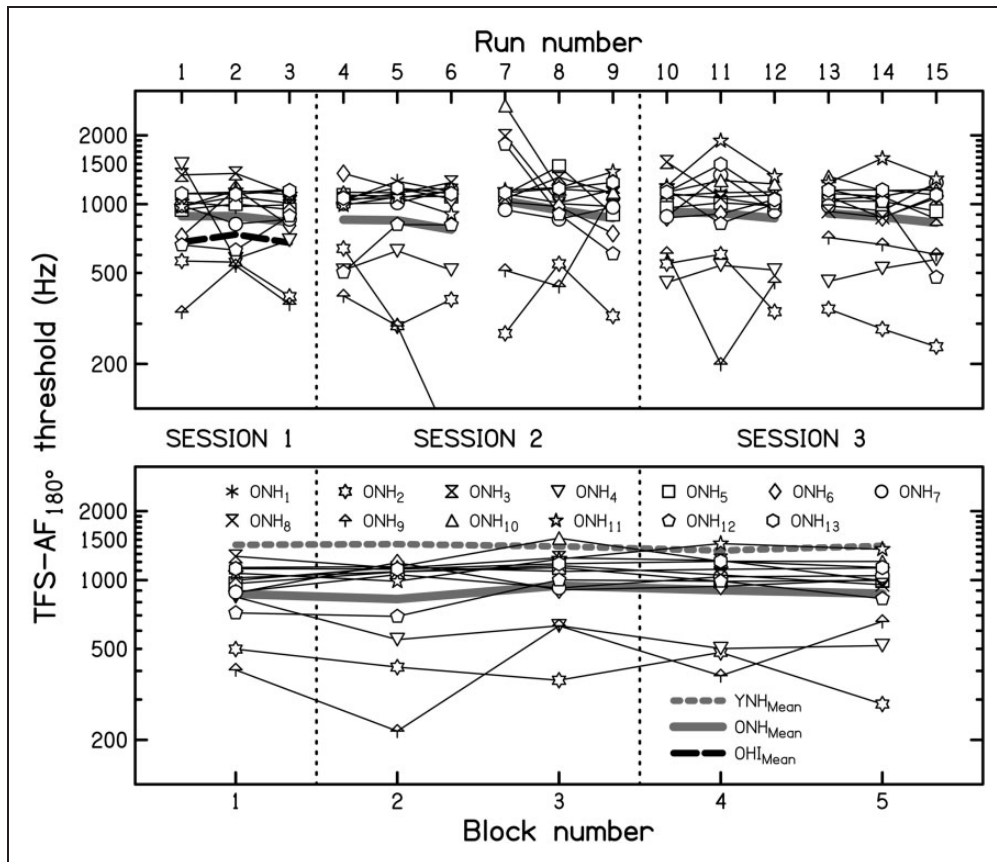 Run number
1 2 3 4 5 6 7 8 9 10 11 12 13 14 15
2000
1500
1000
500
200
TFS-AF180° threshold (Hz)
SESSION 1 SESSION 2 SESSION 3
2000
1500
1000
500
200
ONH1 ONH2 ONH3 ONH4 ONH5 ONH6 ONH7
ONH8 ONH9 ONH10 ONH11 ONH12 ONH13
YNHMean
ONHMean
OHIMean
1 2 3 4 5
Block number